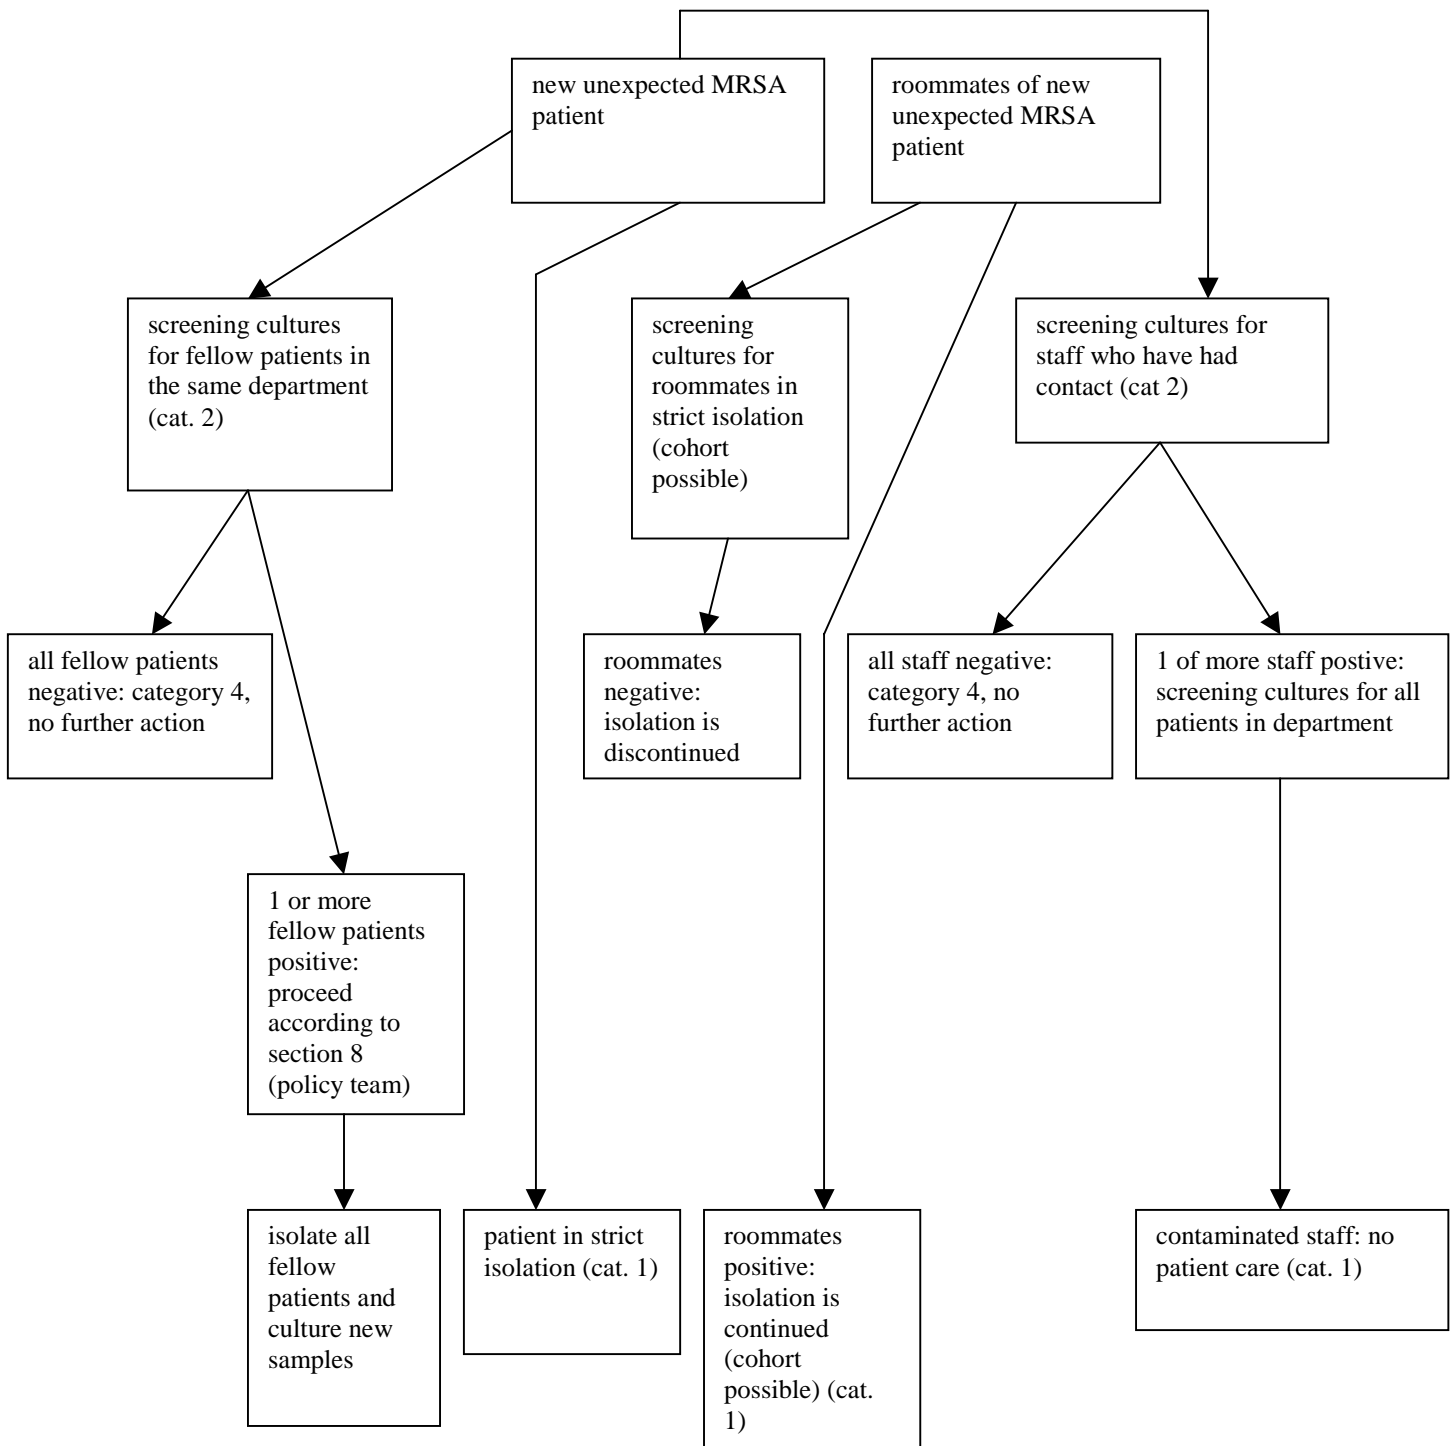 new unexpected MRSA
patient
roommates of new
unexpected MRSA
patient
screening cultures
for fellow patients in
the same department
(cat. 2)
screening
cultures for
roommates in
strict isolation
(cohort
possible)
screening cultures for
staff who have had
contact (cat 2)
all fellow patients
negative: category 4,
no further action
roommates
negative:
isolation is
discontinued
all staff negative:
category 4, no
further action
1 of more staff postive:
screening cultures for all
patients in department
1 or more
fellow patients
positive:
proceed
according to
section 8
(policy team)
isolate all
fellow
patients and
culture new
samples
patient in strict
isolation (cat. 1)
roommates
positive:
isolation is
continued
(cohort
possible) (cat.
1)
contaminated staff: no
patient care (cat. 1)